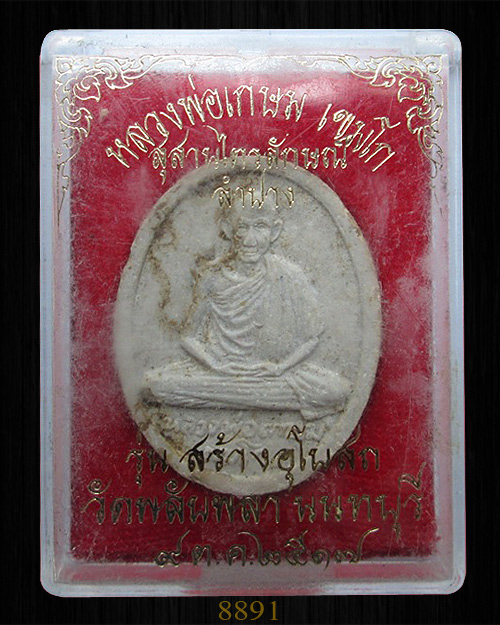 หลวงพ่อเกษม เขมโก
สุสานไตรลักษณ์
ลำปาง
รุ่น สร้างอุโบสถ
วัดพลับพลา นนทบุรี
๙ ต.ค.๒๕๑๗
8891